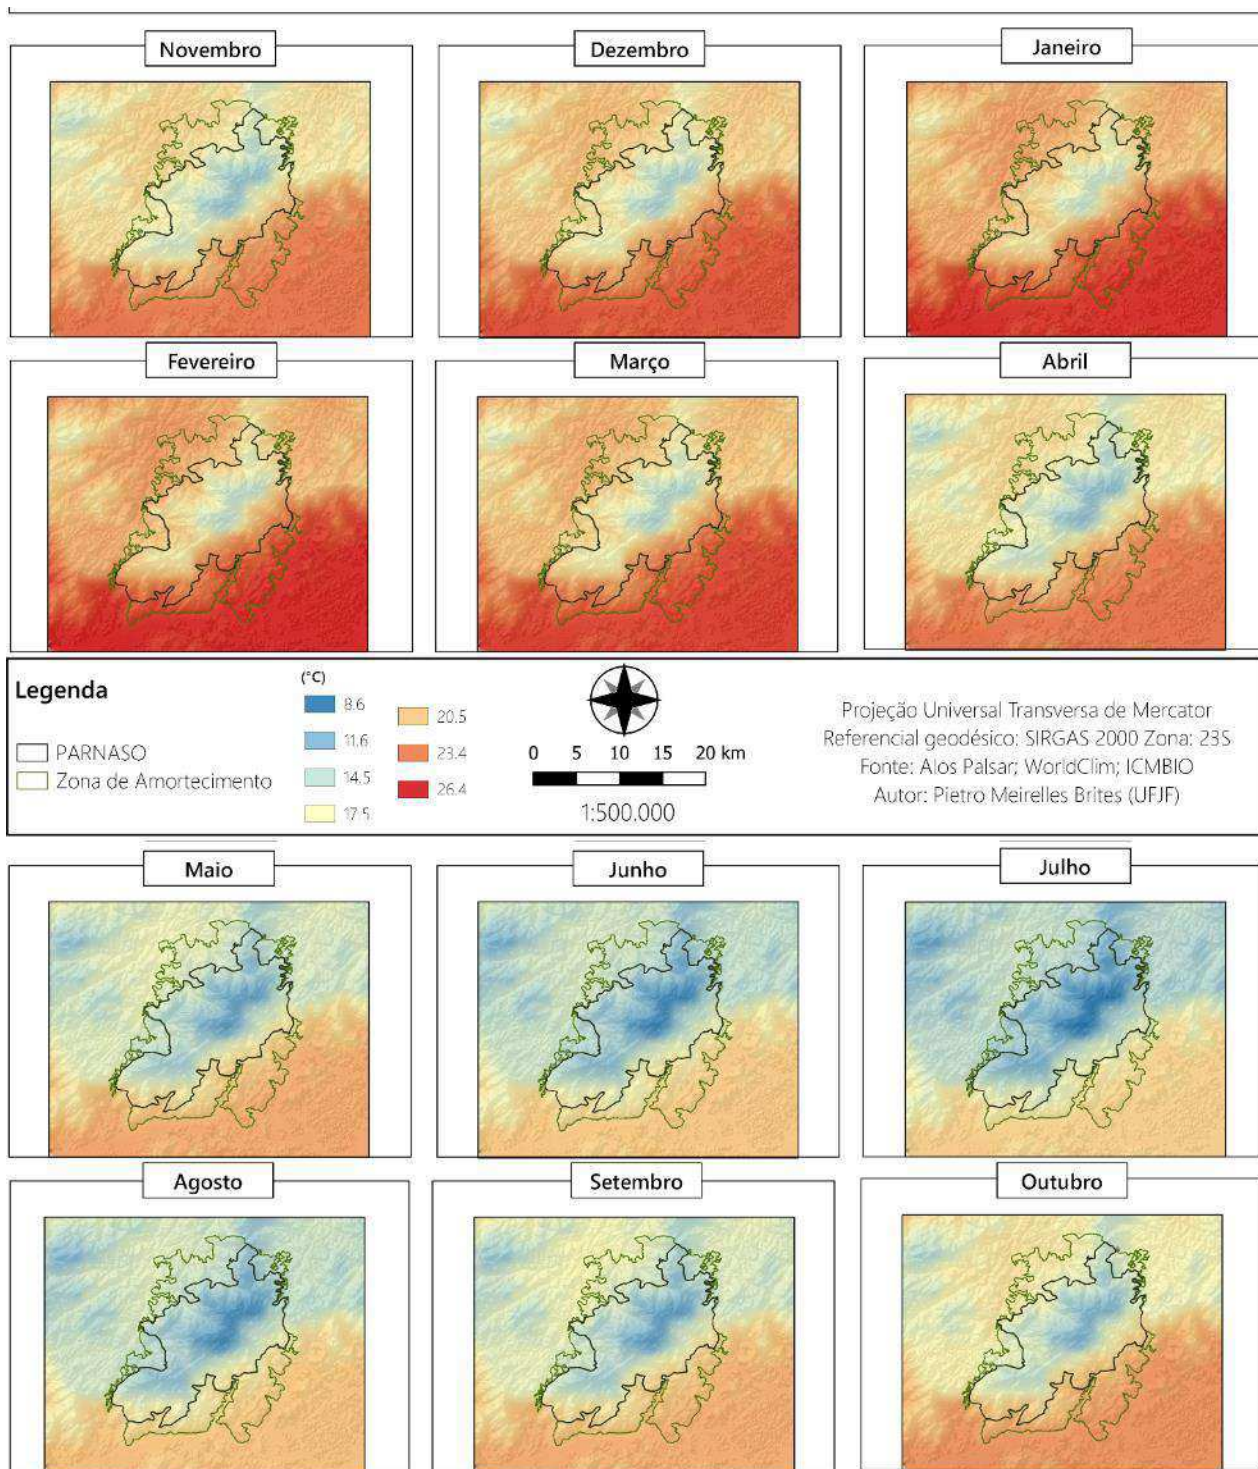 Novembro
Dezembro
Janeiro
Fevereiro
Março
Abril
Legenda
PARNASO
Zona de Amortecimento
(°C)
8.6
11.6
14.5
17.5
20.5
23.4
26.4
0 5 10 15 20 km
1:500.000
Projeção Universal Transversa de Mercator
Referencial geodésico: SIRGAS 2000 Zona: 23S
Fonte: Alos Palsar; WorldClim; ICMBIO
Autor: Pietro Meirelles Brites (UFJF)
Maio
Junho
Julho
Agosto
Setembro
Outubro